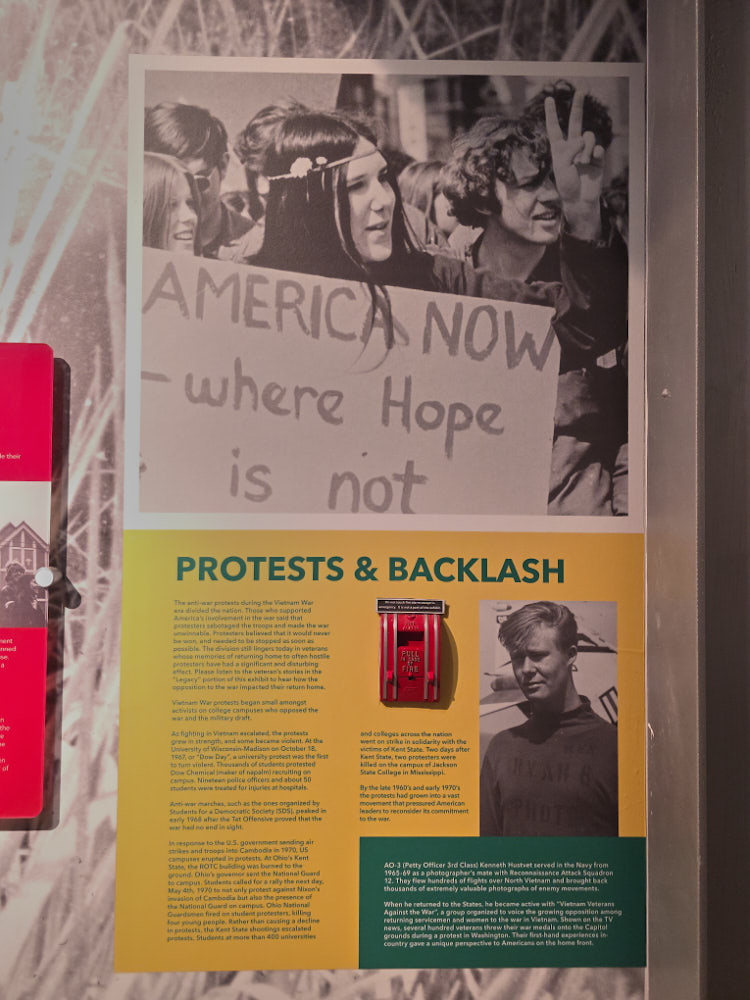 AMERICA NOW
- where Hope
is not
PROTESTS & BACKLASH
The anti-war protests during the Vietnam War
era divided the nation. Those who supported
America's involvement in the war said that
protesters sabotaged the troops and made the war
unwinnable. Protesters believed that it would never
be won, and needed to be stopped as soon as
possible. The division still lingers today in veterans
whose memories of returning home to often hostile
protesters have had a significant and disturbing
effect. Please listen to the veteran's stories in the
"Legacy" portion of this exhibit to hear how the
opposition to the war impacted their return home.
Vietnam War protests began small amongst
activists on college campuses who opposed the
war and the military draft.
As fighting in Vietnam escalated, the protests
grew in strength, and some became violent. At the
University of Wisconsin-Madison on October 18,
1967, or "Dow Day", a university protest was the first
to turn violent. Thousands of students protested
Dow Chemical (maker of napalm) recruiting on
campus. Nineteen police officers and about 50
students were treated for injuries at hospitals.
Anti-war marches, such as the ones organized by
Students for a Democratic Society (SDS), peaked in
early 1968 after the Tet Offensive proved that the
war had no end in sight.
In response to the U.S. government sending air
strikes and troops into Cambodia in 1970, US
campuses erupted in protests. At Ohio's Kent
State, the ROTC building was burned to the
ground. Ohio's governor sent the National Guard
to campus. Students called for a rally the next day,
May 4th, 1970 to not only protest against Nixon's
invasion of Cambodia but also the presence of
the National Guard on campus. Ohio National
Guardsmen fired on student protesters, killing
four young people. Rather than causing a decline
in protests, the Kent State shootings escalated
protests. Students at more than 400 universities
PULL
IN CASE
OF
FIRE
and colleges across the nation
went on strike in solidarity with the
victims of Kent State. Two days after
Kent State, two protesters were
killed on the campus of Jackson
State College in Mississippi.
By the late 1960's and early 1970's
the protests had grown into a vast
movement that pressured American
leaders to reconsider its commitment
to the war.
AO-3 (Petty Officer 3rd Class) Kenneth Hustvet served in the Navy from
1965-69 as a photographer's mate with Reconnaissance Attack Squadron
12. They flew hundreds of flights over North Vietnam and brought back
thousands of extremely valuable photographs of enemy movements.
When he returned to the States, he became active with "Vietnam Veterans
Against the War", a group organized to voice the growing opposition among
returning servicemen and women to the war in Vietnam. Shown on the TV
news, several hundred veterans threw their war medals onto the Capitol
grounds during a protest in Washington. Their first-hand experiences in-
country gave a unique perspective to Americans on the home front.